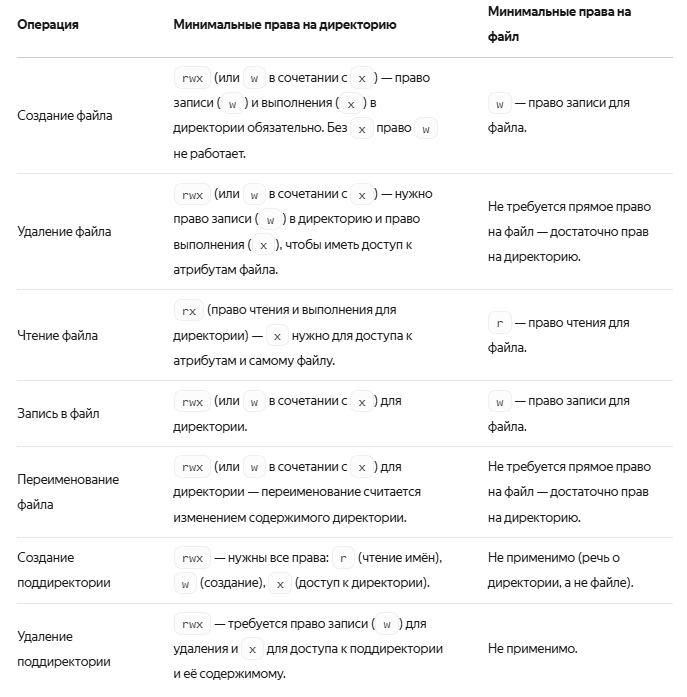 Операция
Минимальные права на директорию
Минимальные права на
файл
Создание файла
rwx (или w в сочетании с x) — право
записи (w) и выполнения (x) в
директории обязательно. Без x право w
не работает.
w — право записи для
файла.
Удаление файла
rwx (или w в сочетании с x) — нужно
право записи (w) в директорию и право
выполнения (x), чтобы иметь доступ к
атрибутам файла.
Не требуется прямое право
на файл — достаточно прав
на директорию.
Чтение файла
rx (право чтения и выполнения для
директории) — x нужно для доступа к
атрибутам и самому файлу.
r — право чтения для
файла.
Запись в файл
rwx (или w в сочетании с x) для
директории.
w — право записи для
файла.
Переименование
файла
rwx (или w в сочетании с x) для
директории — переименование считается
изменением содержимого директории.
Не требуется прямое право
на файл — достаточно прав
на директорию.
Создание
поддиректории
rwx — нужны все права: r (чтение имён),
w (создание), x (доступ к директории).
Не применимо (речь о
директории, а не файле).
Удаление
поддиректории
rwx — требуется право записи (w) для
удаления и x для доступа к поддиректории
и её содержимому.
Не применимо.